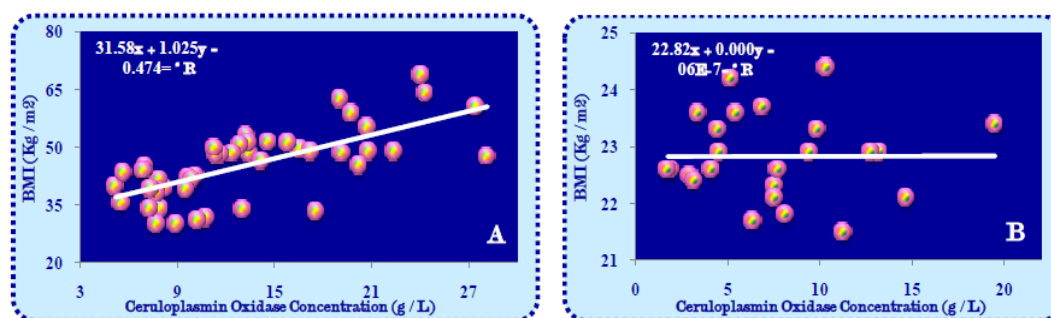 80
65
50
35
20
BMI (Kg / m2)
31.58x + 1.025y =
0.474= ² R
A
3 9 15 21 27
Ceruloplasmin Oxidase Concentration (g / L)
25
24
23
22
21
BMI (Kg / m2)
22.82x + 0.000y =
06E-7= ² R
B
0 5 10 15 20
Ceruloplasmin Oxidase Concentration (g / L)